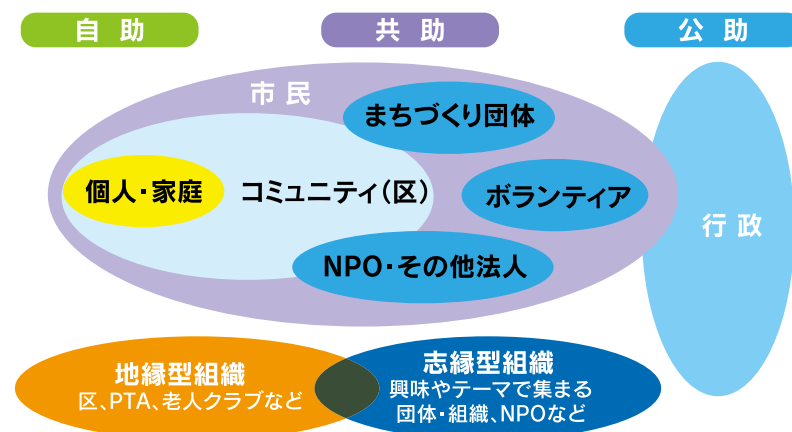 自助
共助
公助
市民
まちづくり団体
個人・家庭
コミュニティ(区)
ボランティア
行政
NPO・その他法人
地縁型組織
区、PTA、老人クラブなど
志縁型組織
興味やテーマで集まる
団体・組織、NPOなど